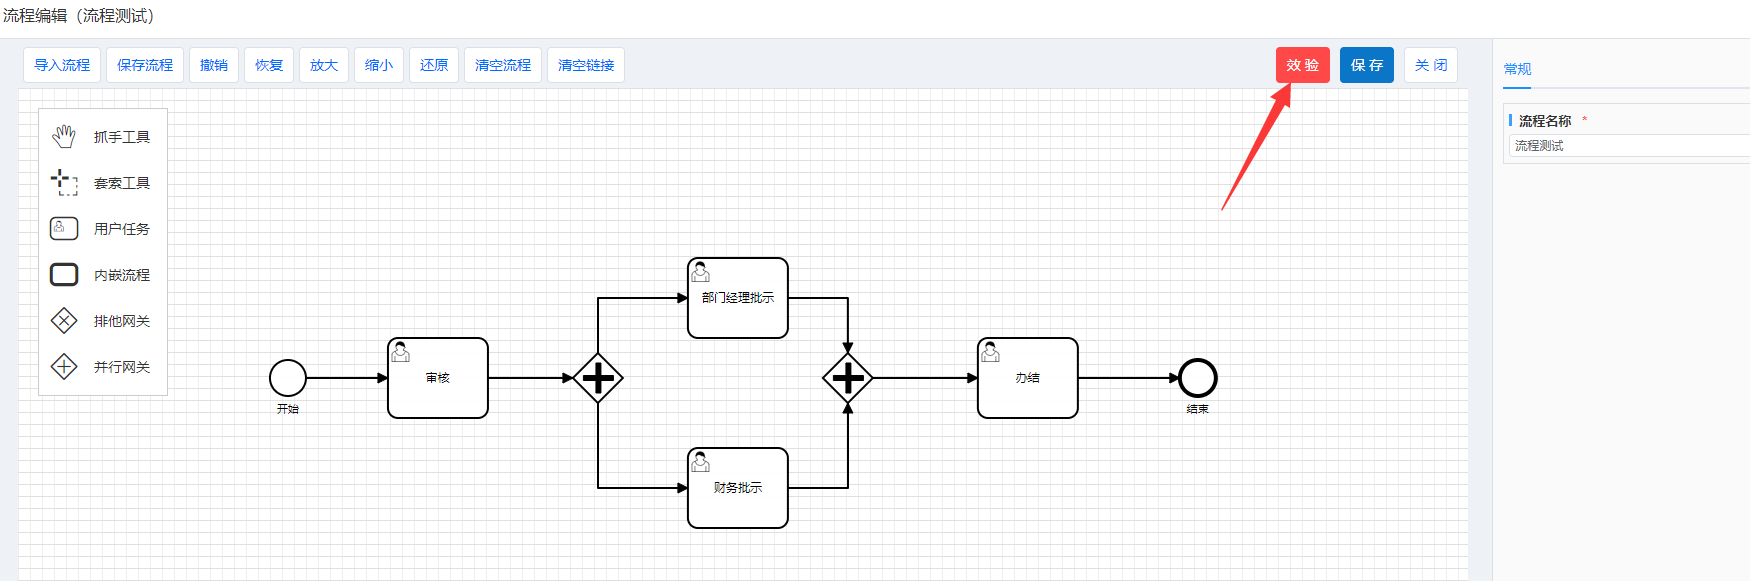 流程编辑（流程测试）
导入流程 保存流程 撤销 恢复 放大 缩小 还原 清空流程 清空链接 效 验 保 存 关 闭
常规
流程名称 *
流程测试
抓手工具
套索工具
用户任务
内嵌流程
排他网关
并行网关
开始
审核
部门经理批示
财务批示
办结
结束